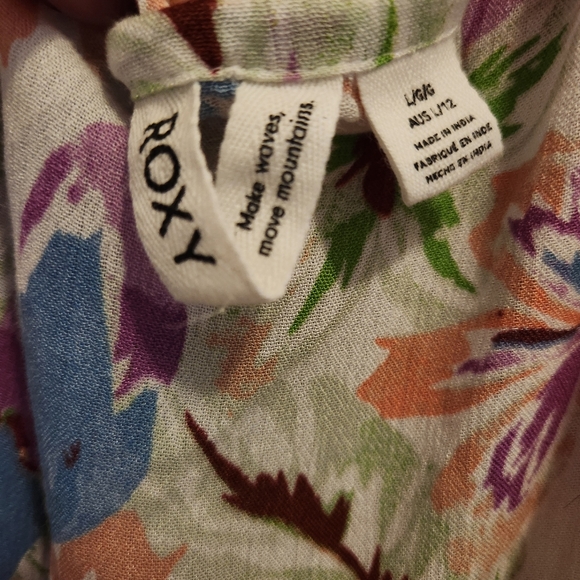 ROXY
Make waves,
move mountains.
L/G/G
AUS L/12
MADE IN INDIA
FABRIQUÉ EN INDE
HECHO EN INDIA